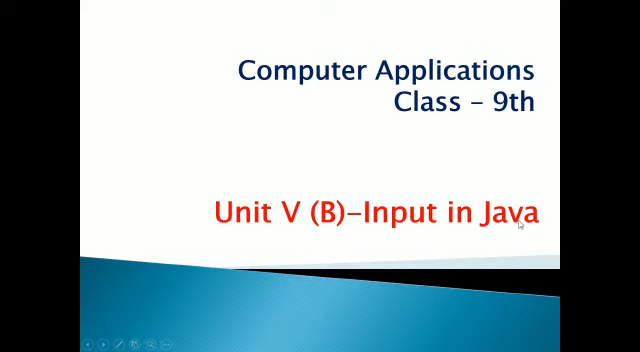 Computer Applications
Class – 9th
Unit V (B)-Input in Java